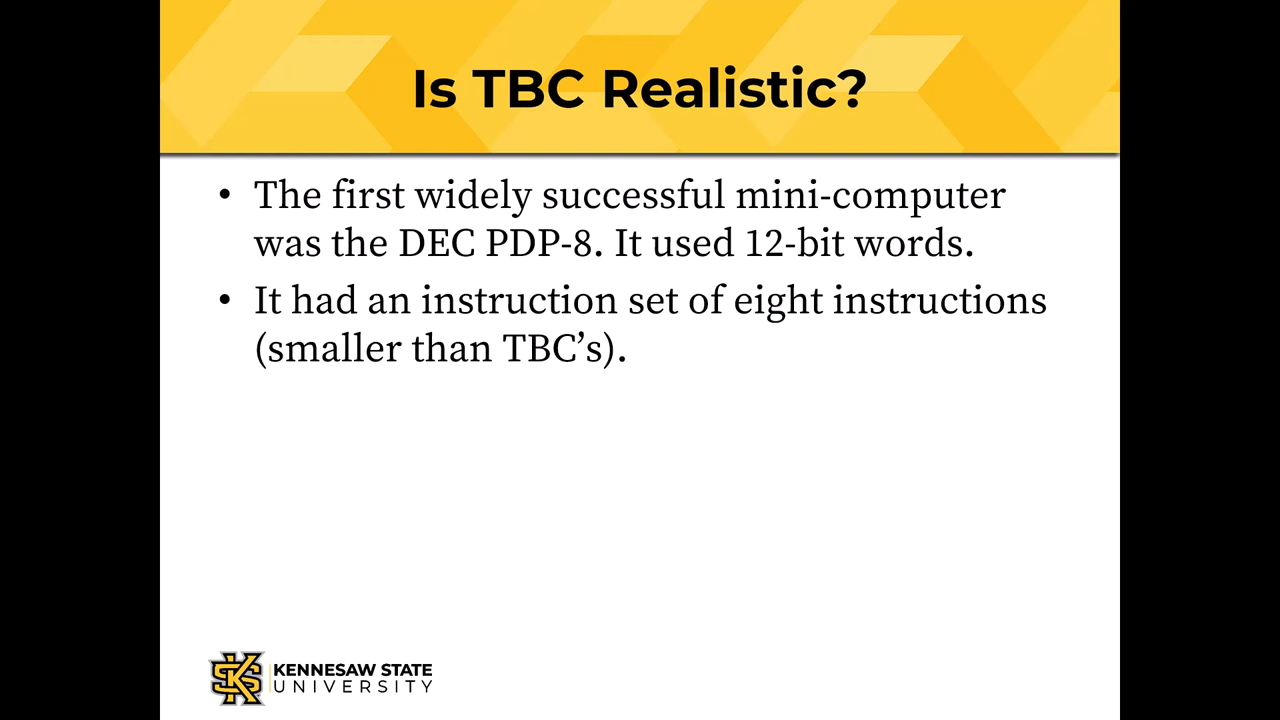 Is TBC Realistic?
• The first widely successful mini-computer
was the DEC PDP-8. It used 12-bit words.
• It had an instruction set of eight instructions
(smaller than TBC’s).
KENNESAW STATE
UNIVERSITY